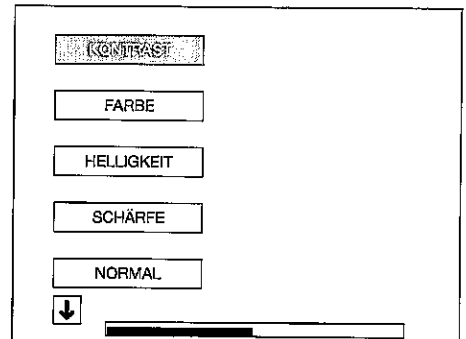 KONTRAST
FARBE
HELLIGKEIT
SCHÄRFE
NORMAL